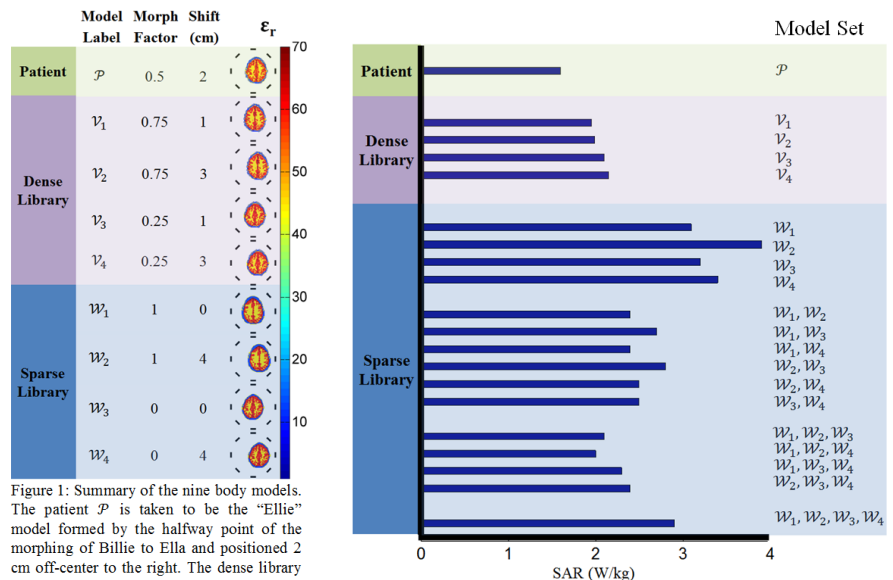 Model Morph Shift
Label Factor (cm) εr
Patient 𝒫 0.5 2
Dense
Library
𝒱1 0.75 1
𝒱2 0.75 3
𝒱3 0.25 1
𝒱4 0.25 3
Sparse
Library
𝒲1 1 0
𝒲2 1 4
𝒲3 0 0
𝒲4 0 4
70
60
50
40
30
20
10
Figure 1: Summary of the nine body models.
The patient 𝒫 is taken to be the “Ellie”
model formed by the halfway point of the
morphing of Billie to Ella and positioned 2
cm off-center to the right. The dense library
Model Set
Patient 𝒫
Dense
Library
𝒱1
𝒱2
𝒱3
𝒱4
Sparse
Library
𝒲1
𝒲2
𝒲3
𝒲4
𝒲1, 𝒲2
𝒲1, 𝒲3
𝒲1, 𝒲4
𝒲2, 𝒲3
𝒲2, 𝒲4
𝒲3, 𝒲4
𝒲1, 𝒲2, 𝒲3
𝒲1, 𝒲2, 𝒲4
𝒲1, 𝒲3, 𝒲4
𝒲2, 𝒲3, 𝒲4
𝒲1, 𝒲2, 𝒲3, 𝒲4
0 1 2 3 4
SAR (W/kg)